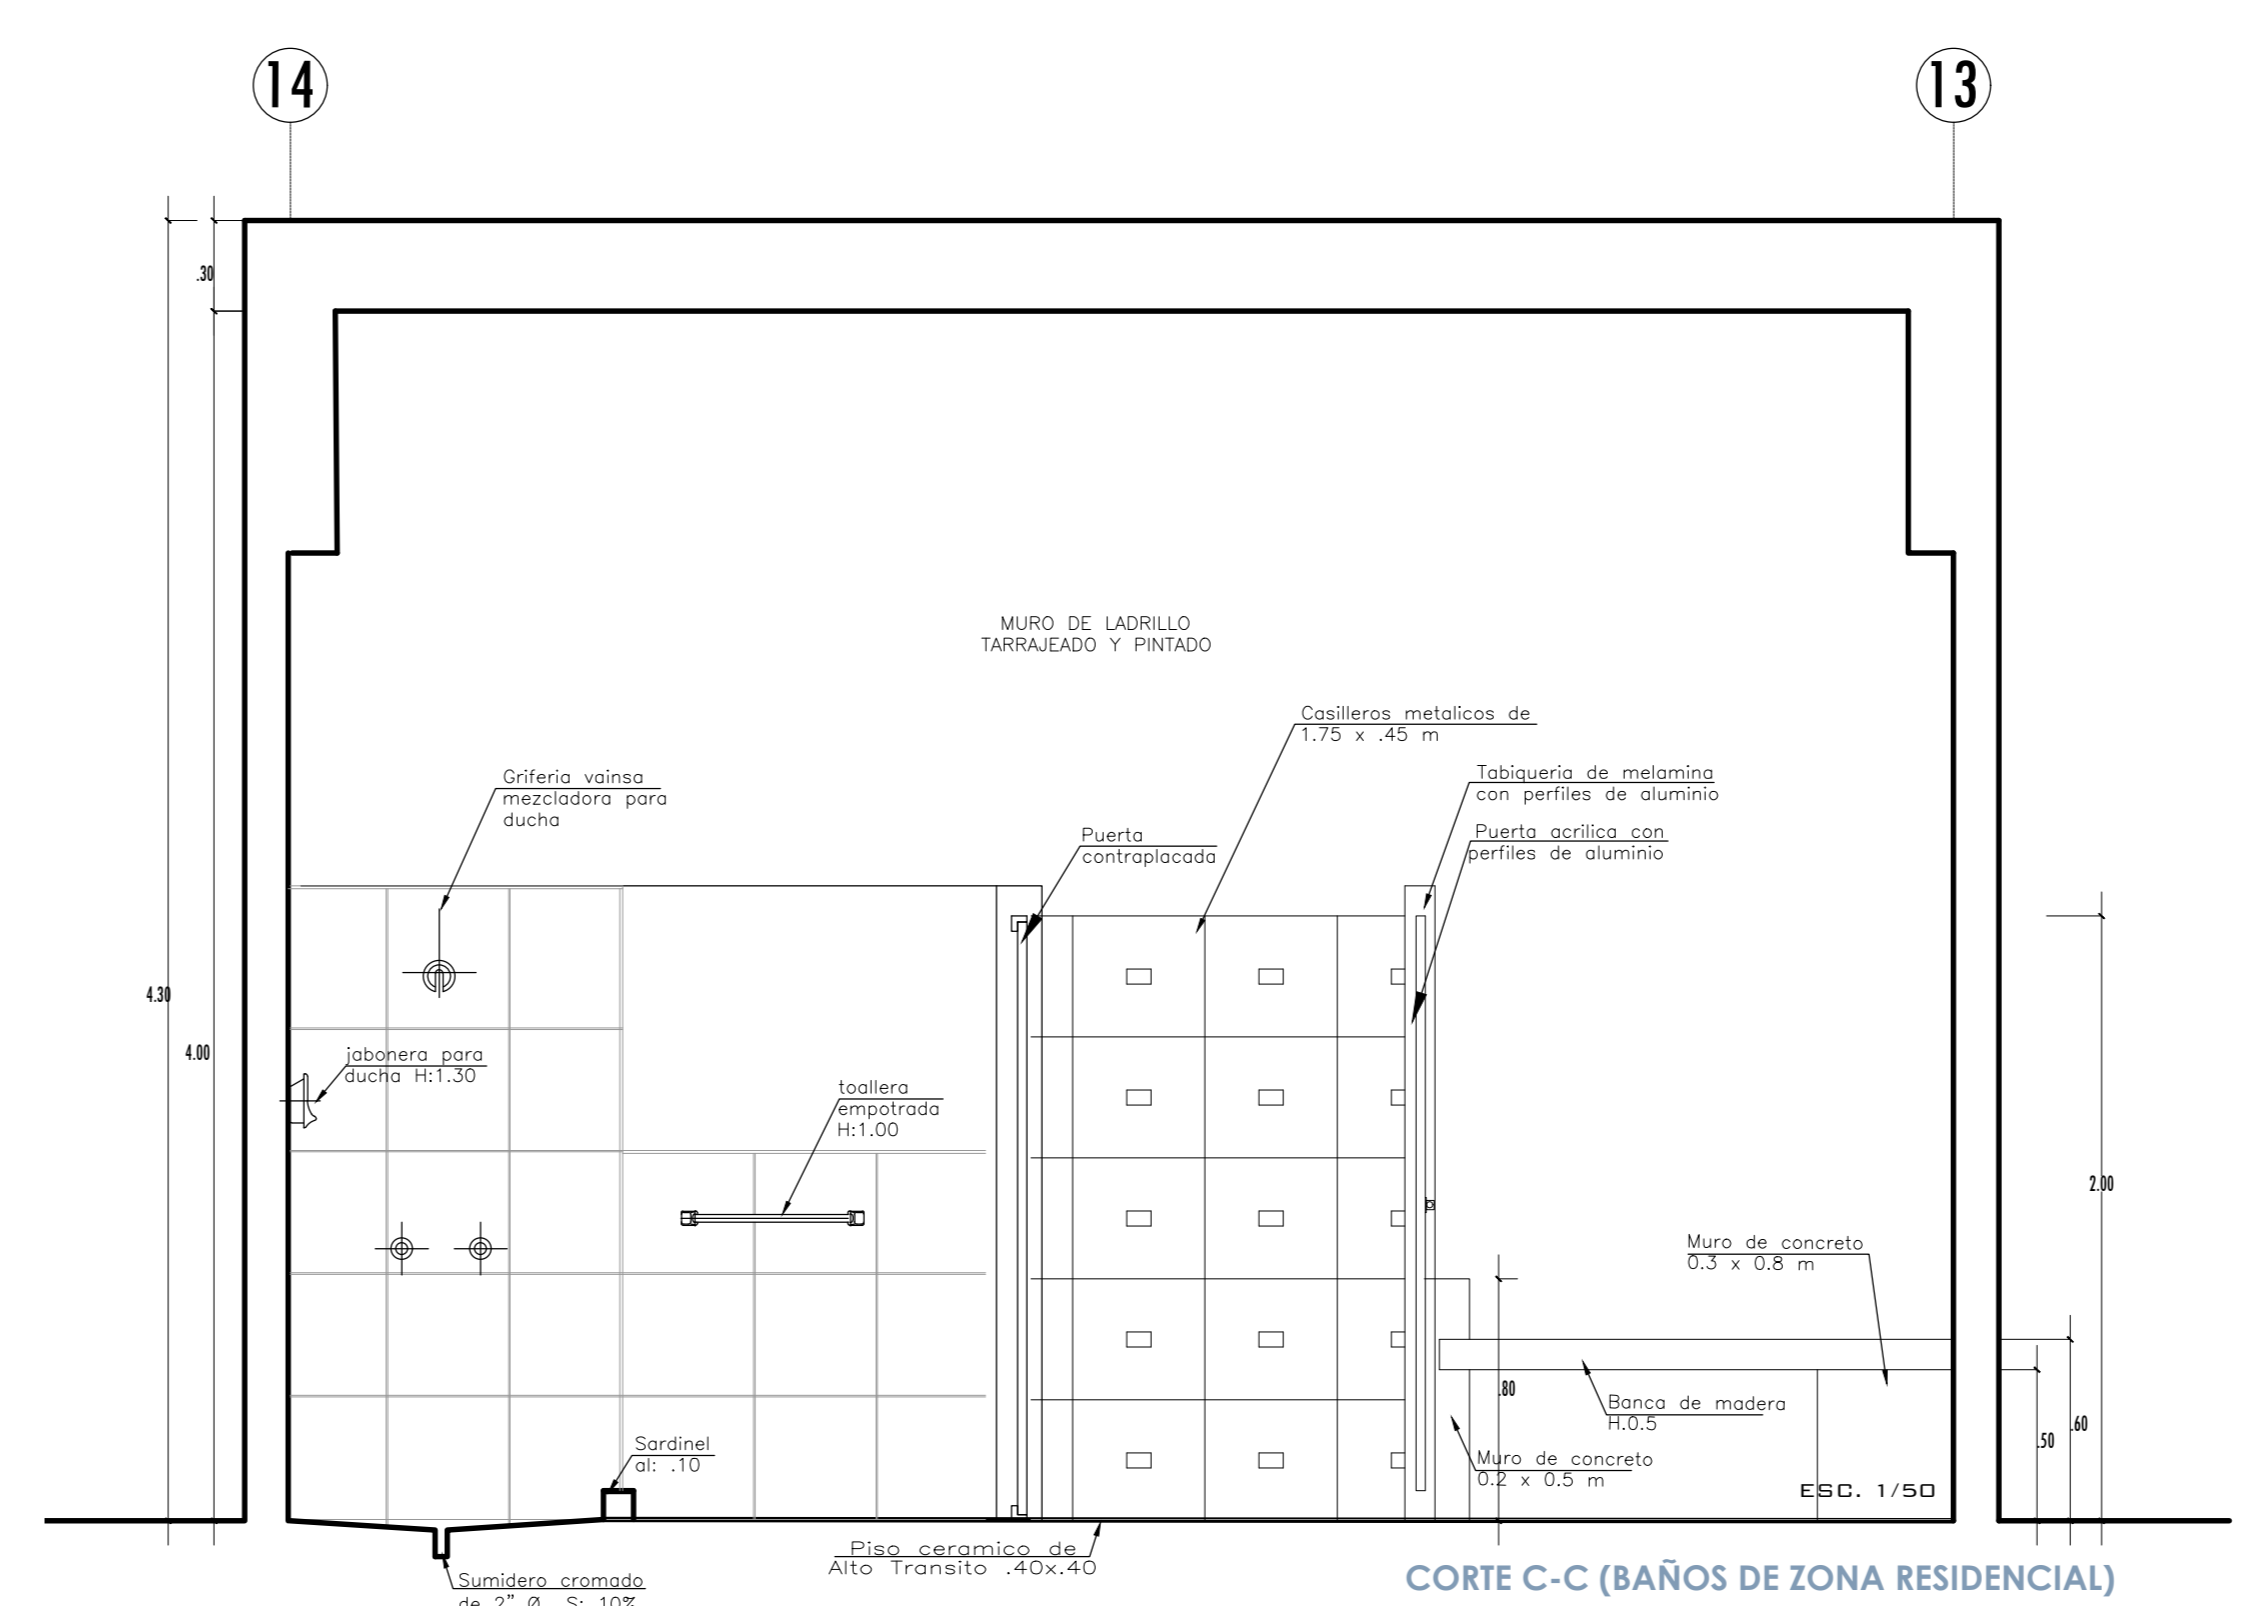 14
13
.30
MURO DE LADRILLO
TARRAJEADO Y PINTADO
Casilleros metalicos de
1.75 x .45 m
Griferia vainsa
mezcladora para
ducha
Tabiqueria de melamina
con perfiles de aluminio
Puerta
contraplacada
Puerta acrilica con
perfiles de aluminio
4.30
4.00
jabonera para
ducha H:1.30
toallera
empotrada
H:1.00
2.00
Muro de concreto
0.3 x 0.8 m
.80
Banca de madera
H.0.5
.60
.50
Sardinel
al: .10
Muro de concreto
0.2 x 0.5 m
ESC. 1/50
Piso ceramico de
Alto Transito .40x.40
CORTE C-C (BAÑOS DE ZONA RESIDENCIAL)
Sumidero cromado
de 2" Ø S: 10%